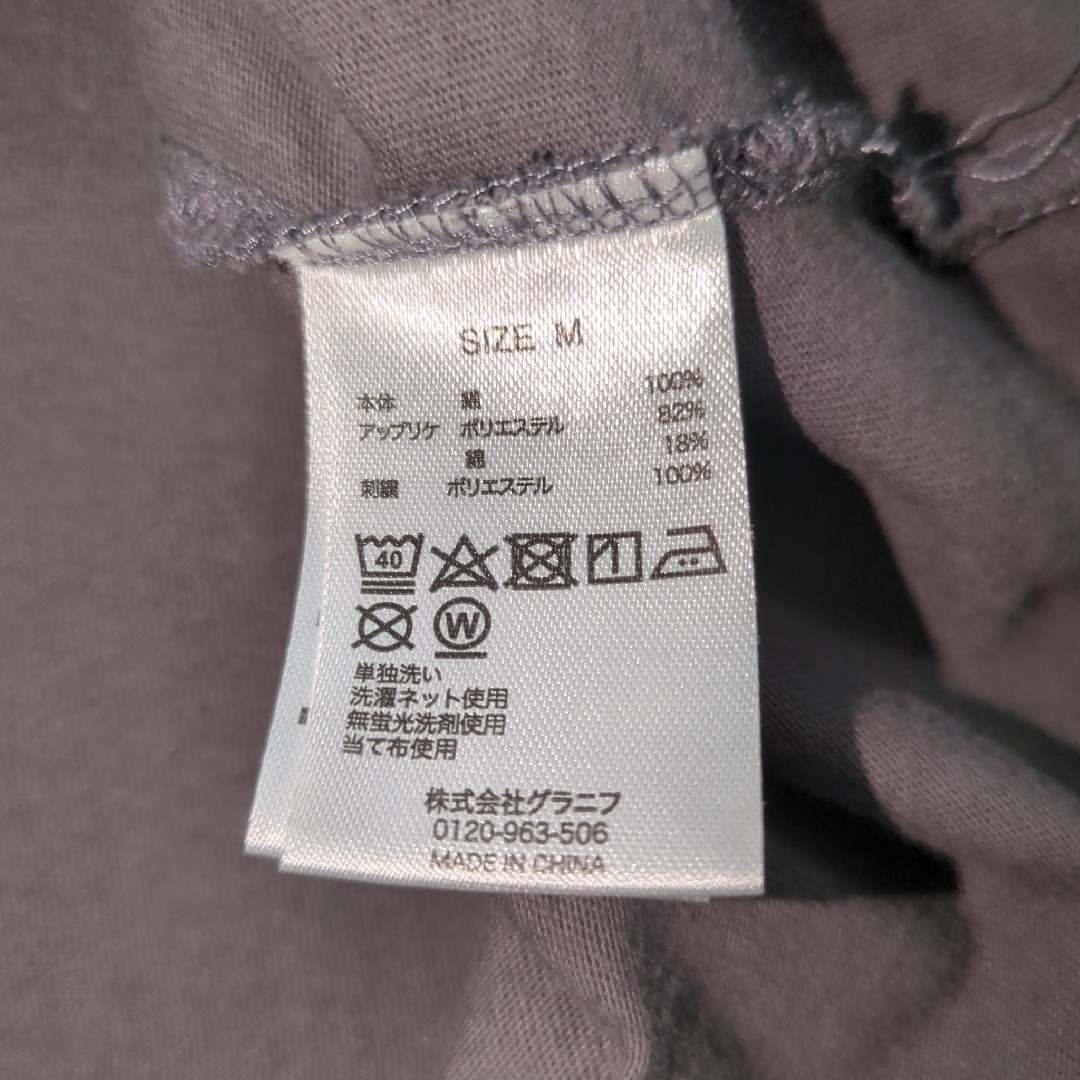 SIZE M
本体 綿 100%
アップリケ ポリエステル 82%
綿 18%
刺繍 ポリエステル 100%
40
W
単独洗い
洗濯ネット使用
無蛍光洗剤使用
当て布使用
株式会社グラニフ
0120-963-506
MADE IN CHINA